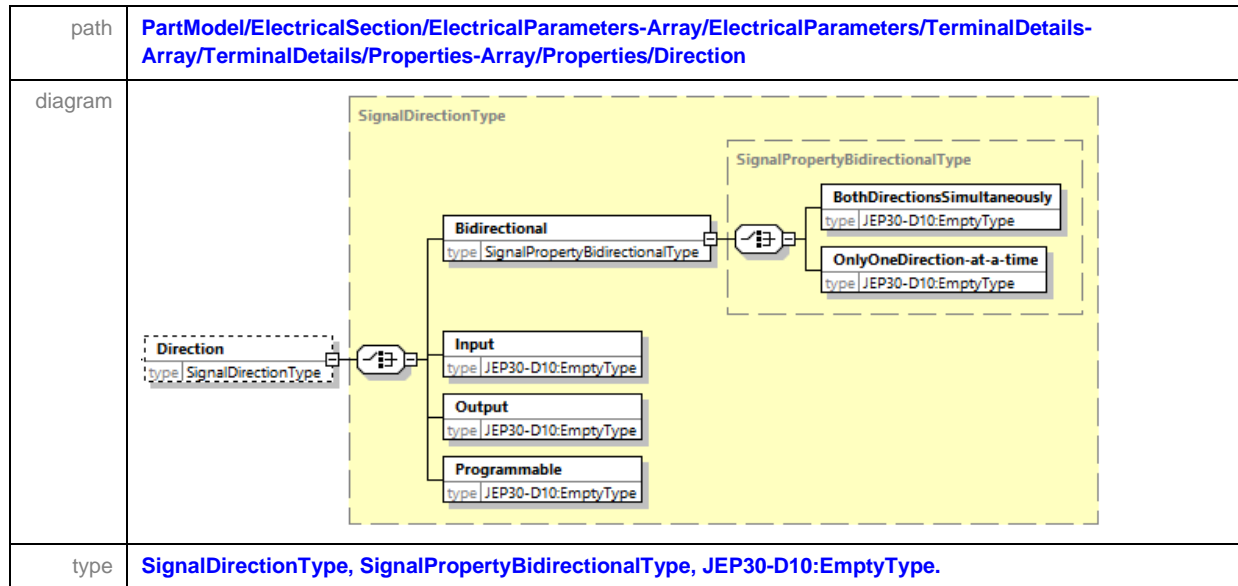 path
PartModel/ElectricalSection/ElectricalParameters-Array/ElectricalParameters/TerminalDetails-
Array/TerminalDetails/Properties-Array/Properties/Direction
diagram
SignalDirectionType
SignalPropertyBidirectionalType
BothDirectionsSimultaneously
type JEP30-D10:EmptyType
Bidirectional
type SignalPropertyBidirectionalType
OnlyOneDirection-at-a-time
type JEP30-D10:EmptyType
Direction
type SignalDirectionType
Input
type JEP30-D10:EmptyType
Output
type JEP30-D10:EmptyType
Programmable
type JEP30-D10:EmptyType
type
SignalDirectionType, SignalPropertyBidirectionalType, JEP30-D10:EmptyType.